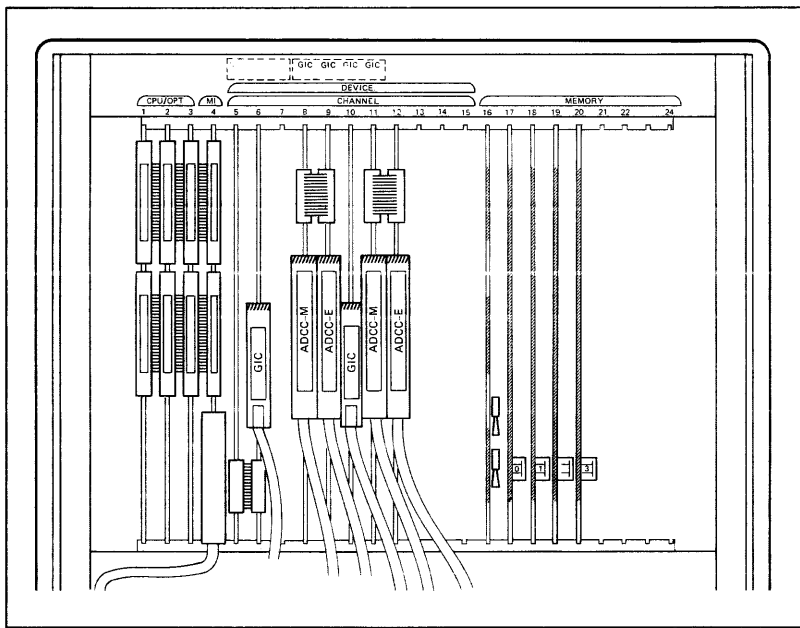 GIC GIC GIC GIC
DEVICE
CPU/OPT MI CHANNEL MEMORY
1 2 3 4 5 6 7 8 9 10 11 12 13 14 15 16 17 18 19 20 21 22 24
GIC
ADCC-M
ADCC-E
GIC
ADCC-M
ADCC-E
0
3